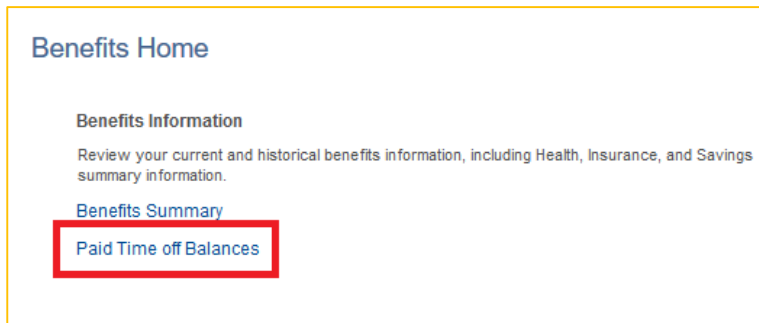 Benefits Home
Benefits Information
Review your current and historical benefits information, including Health, Insurance, and Savings
summary information.
Benefits Summary
Paid Time off Balances